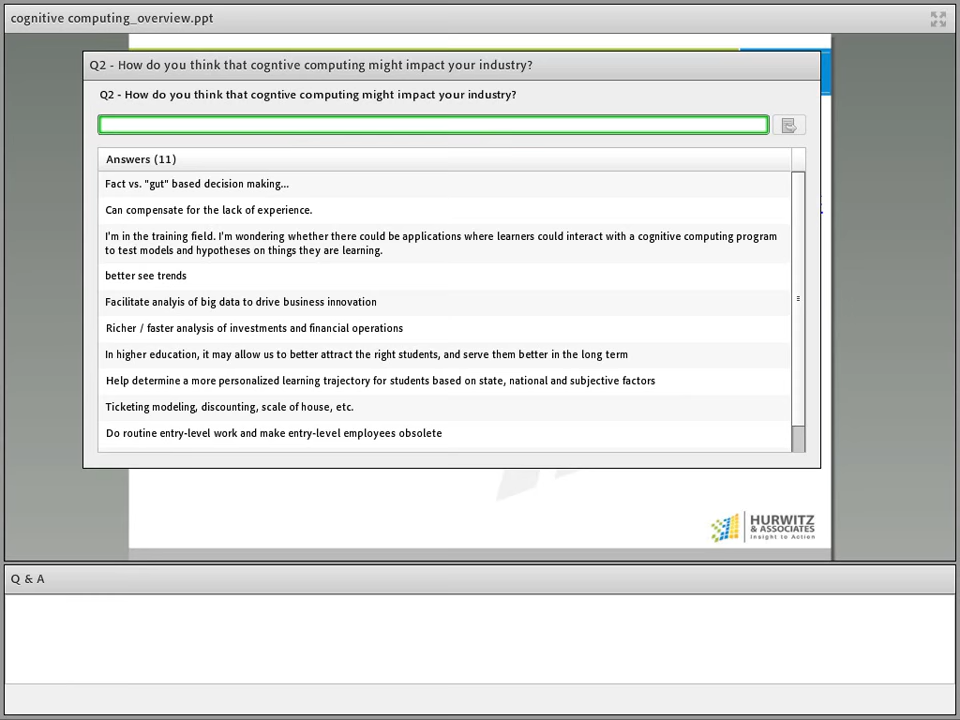 cognitive computing_overview.ppt
Q2 - How do you think that cogntive computing might impact your industry?
Q2 - How do you think that cogntive computing might impact your industry?
Answers (11)
Fact vs. "gut" based decision making...
Can compensate for the lack of experience.
I'm in the training field. I'm wondering whether there could be applications where learners could interact with a cognitive computing program
to test models and hypotheses on things they are learning.
better see trends
Facilitate analyis of big data to drive business innovation
Richer / faster analysis of investments and financial operations
In higher education, it may allow us to better attract the right students, and serve them better in the long term
Help determine a more personalized learning trajectory for students based on state, national and subjective factors
Ticketing modeling, discounting, scale of house, etc.
Do routine entry-level work and make entry-level employees obsolete
HURWITZ
& ASSOCIATES
Insight to Action
Q & A